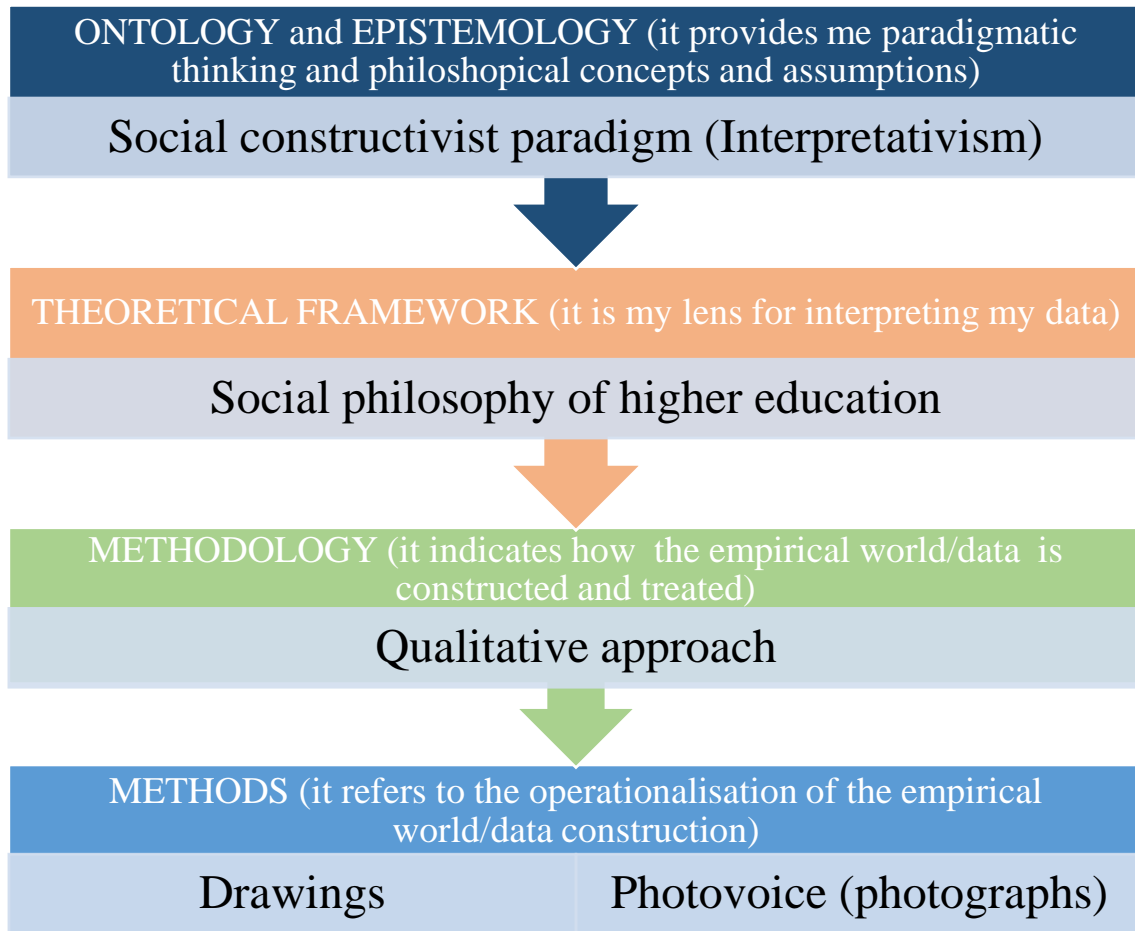 ONTOLOGY and EPISTEMOLOGY (it provides me paradigmatic
thinking and philoshopical concepts and assumptions)
Social constructivist paradigm (Interpretativism)
THEORETICAL FRAMEWORK (it is my lens for interpreting my data)
Social philosophy of higher education
METHODOLOGY (it indicates how the empirical world/data is
constructed and treated)
Qualitative approach
METHODS (it refers to the operationalisation of the empirical
world/data construction)
Drawings
Photovoice (photographs)